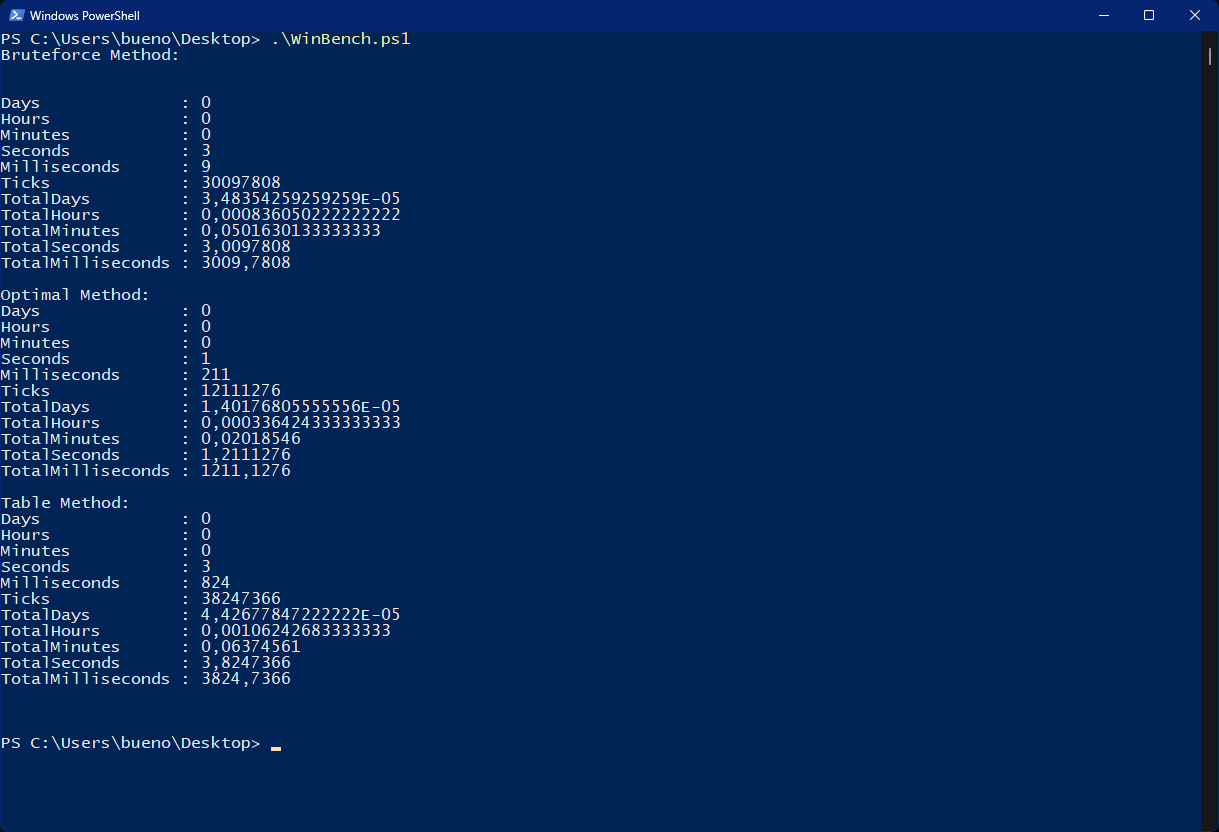 Windows PowerShell
PS C:\Users\bueno\Desktop> .\WinBench.ps1
Bruteforce Method:
Days              : 0
Hours             : 0
Minutes           : 0
Seconds           : 3
Milliseconds      : 9
Ticks             : 30097808
TotalDays         : 3,48354259259259E-05
TotalHours        : 0,000836050222222222
TotalMinutes      : 0,0501630133333333
TotalSeconds      : 3,0097808
TotalMilliseconds : 3009,7808
Optimal Method:
Days              : 0
Hours             : 0
Minutes           : 0
Seconds           : 1
Milliseconds      : 211
Ticks             : 12111276
TotalDays         : 1,40176805555556E-05
TotalHours        : 0,000336424333333333
TotalMinutes      : 0,02018546
TotalSeconds      : 1,2111276
TotalMilliseconds : 1211,1276
Table Method:
Days              : 0
Hours             : 0
Minutes           : 0
Seconds           : 3
Milliseconds      : 824
Ticks             : 38247366
TotalDays         : 4,42677847222222E-05
TotalHours        : 0,00106242683333333
TotalMinutes      : 0,06374561
TotalSeconds      : 3,8247366
TotalMilliseconds : 3824,7366
PS C:\Users\bueno\Desktop>